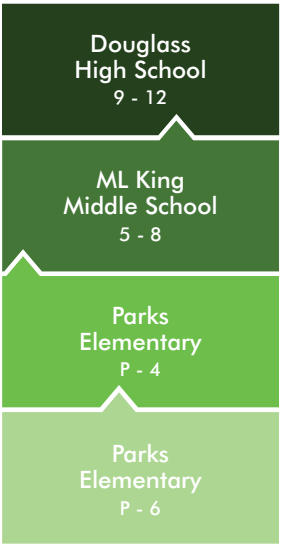 Douglass
High School
9 - 12
ML King
Middle School
5 - 8
Parks
Elementary
P - 4
Parks
Elementary
P - 6